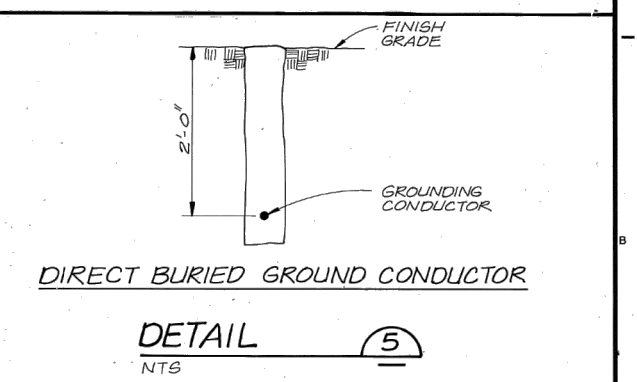 FINISH
GRADE
2'-0"
GROUNDING
CONDUCTOR
B
DIRECT BURIED GROUND CONDUCTOR
DETAIL 5
NTS